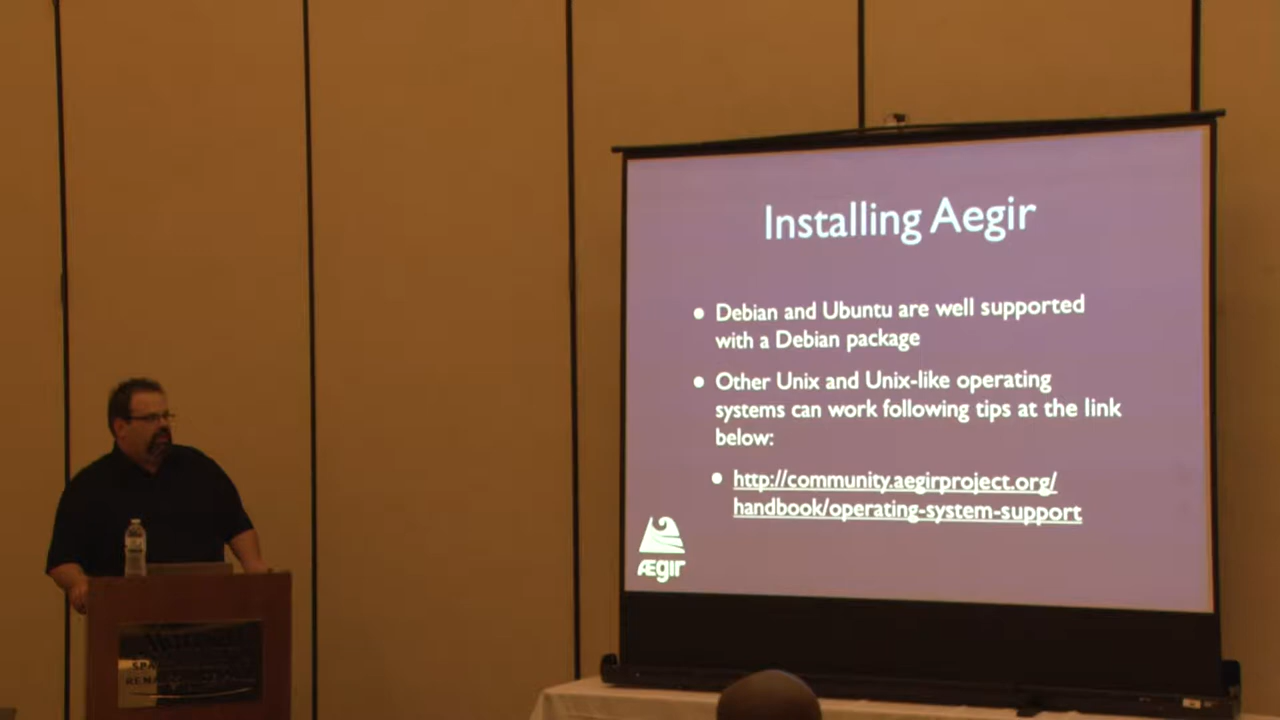 Installing Aegir
Debian and Ubuntu are well supported
with a Debian package
Other Unix and Unix-like operating
systems can work following tips at the link
below:
http://community.aegirproject.org/
handbook/operating-system-support
ÆGIR